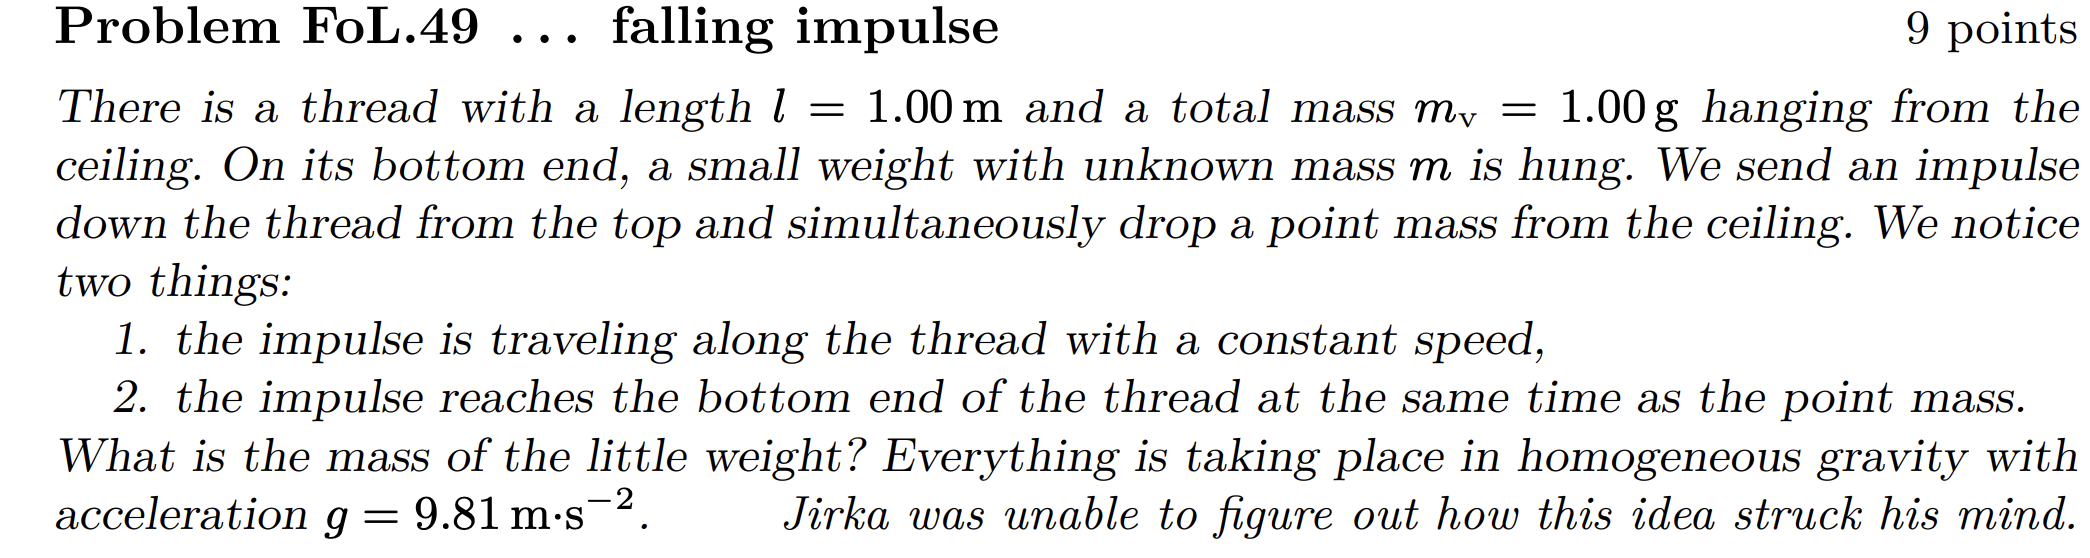 Problem FoL.49 ... falling impulse 9 points
There is a thread with a length l = 1.00 m and a total mass mᵥ = 1.00 g hanging from the
ceiling. On its bottom end, a small weight with unknown mass m is hung. We send an impulse
down the thread from the top and simultaneously drop a point mass from the ceiling. We notice
two things:
1. the impulse is traveling along the thread with a constant speed,
2. the impulse reaches the bottom end of the thread at the same time as the point mass.
What is the mass of the little weight? Everything is taking place in homogeneous gravity with
acceleration g = 9.81 m·s⁻². Jirka was unable to figure out how this idea struck his mind.